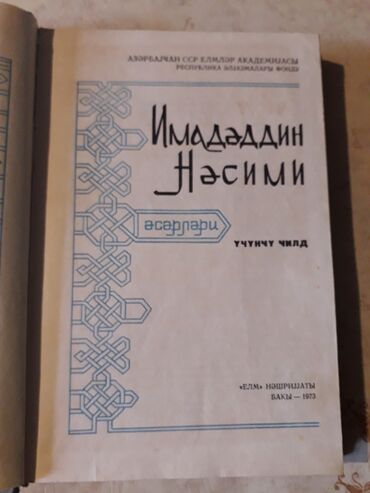 АЗӘРБАЈҸАН ССР ЕЛМЛӘР АКАДЕМИЈАСЫ
РЕСПУБЛИКА ӘЛЈАЗМАЛАРЫ ФОНДУ
Имадәддин
Нәсими
әсәрләри
ҮЧҮНҸҮ ҸИЛД
«ЕЛМ» НӘШРИЈЈАТЫ
БАКЫ — 1973